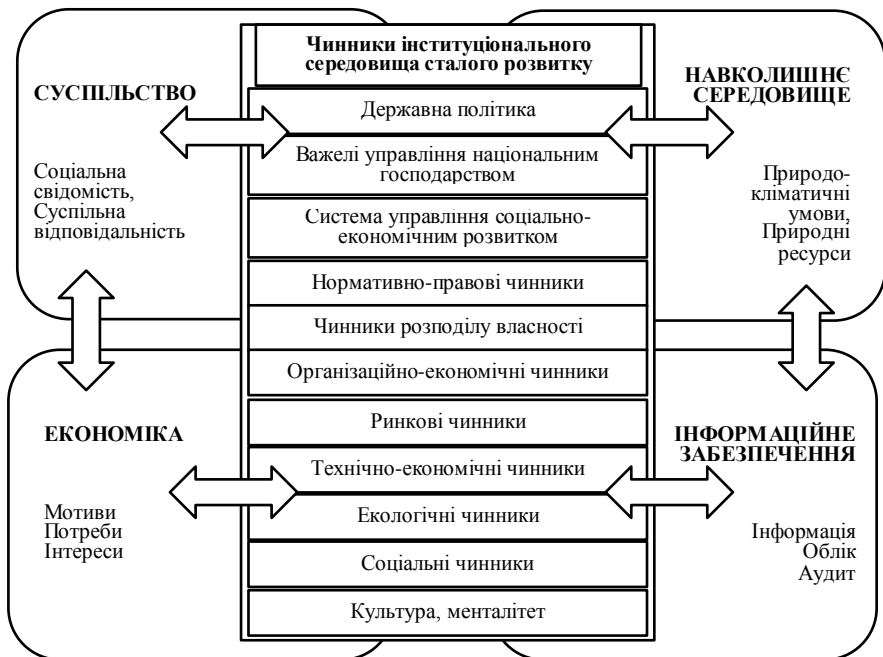 Чинники інституціонального
середовища сталого розвитку
СУСПІЛЬСТВО
Соціальна
свідомість,
Суспільна
відповідальність
НАВКОЛИШНЄ
СЕРЕДОВИЩЕ
Природо-
кліматичні
умови,
Природні
ресурси
Державна політика
Важелі управління національним
господарством
Система управління соціально-
економічним розвитком
Нормативно-правові чинники
Чинники розподілу власності
Організаційно-економічні чинники
Ринкові чинники
Технічно-економічні чинники
Екологічні чинники
Соціальні чинники
Культура, менталітет
ЕКОНОМІКА
Мотиви
Потреби
Інтереси
ІНФОРМАЦІЙНЕ
ЗАБЕЗПЕЧЕННЯ
Інформація
Облік
Аудит